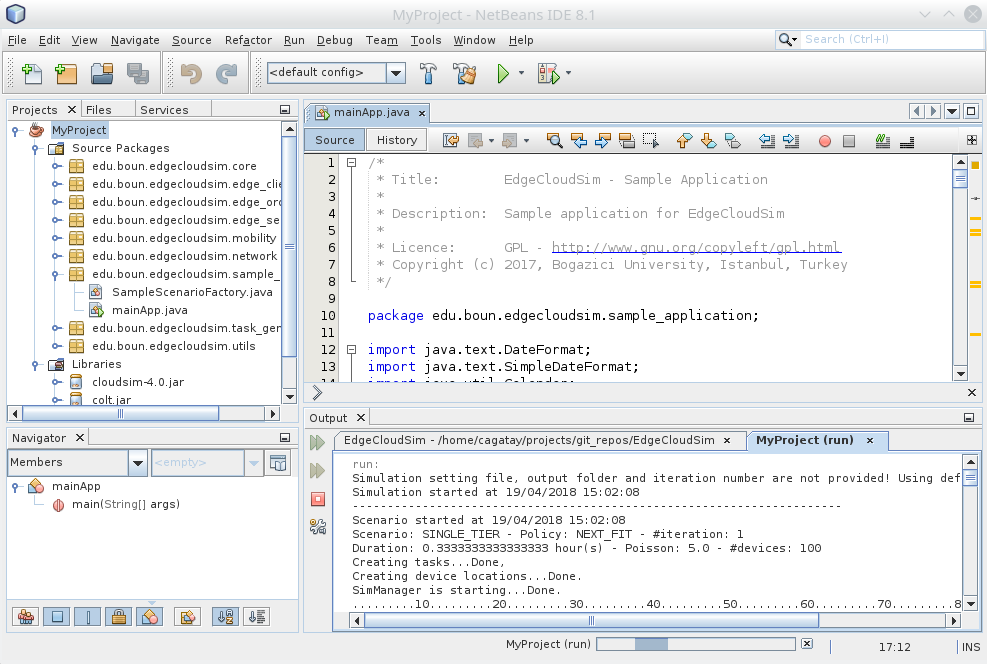 MyProject - NetBeans IDE 8.1
File Edit View Navigate Source Refactor Run Debug Team Tools Window Help
Search (Ctrl+I)
<default config>
Projects Files Services
MyProject
Source Packages
edu.boun.edgecloudsim.core
edu.boun.edgecloudsim.edge_clie
edu.boun.edgecloudsim.edge_orc
edu.boun.edgecloudsim.edge_se
edu.boun.edgecloudsim.mobility
edu.boun.edgecloudsim.network
edu.boun.edgecloudsim.sample_
SampleScenarioFactory.java
mainApp.java
edu.boun.edgecloudsim.task_ger
edu.boun.edgecloudsim.utils
Libraries
cloudsim-4.0.jar
colt.jar
Navigator
Members <empty>
mainApp
main(String[] args)
mainApp.java
Source History
1 /*
2 * Title: EdgeCloudSim - Sample Application
3 *
4 * Description: Sample application for EdgeCloudSim
5 *
6 * Licence: GPL - http://www.gnu.org/copyleft/gpl.html
7 * Copyright (c) 2017, Bogazici University, Istanbul, Turkey
8 */
9
10 package edu.boun.edgecloudsim.sample_application;
11
12 import java.text.DateFormat;
13 import java.text.SimpleDateFormat;
14 import java.util.Calendar;
Output
EdgeCloudSim - /home/cagatay/projects/git_repos/EdgeCloudSim MyProject (run)
run:
Simulation setting file, output folder and iteration number are not provided! Using def
Simulation started at 19/04/2018 15:02:08
----------------------------------------------------------------------
Scenario started at 19/04/2018 15:02:08
Scenario: SINGLE_TIER - Policy: NEXT_FIT - #iteration: 1
Duration: 0.3333333333333333 hour(s) - Poisson: 5.0 - #devices: 100
Creating tasks...Done,
Creating device locations...Done.
SimManager is starting...Done.
.........10.........20.........30.........40.........50.........60.........70.........8
MyProject (run)
17:12 INS